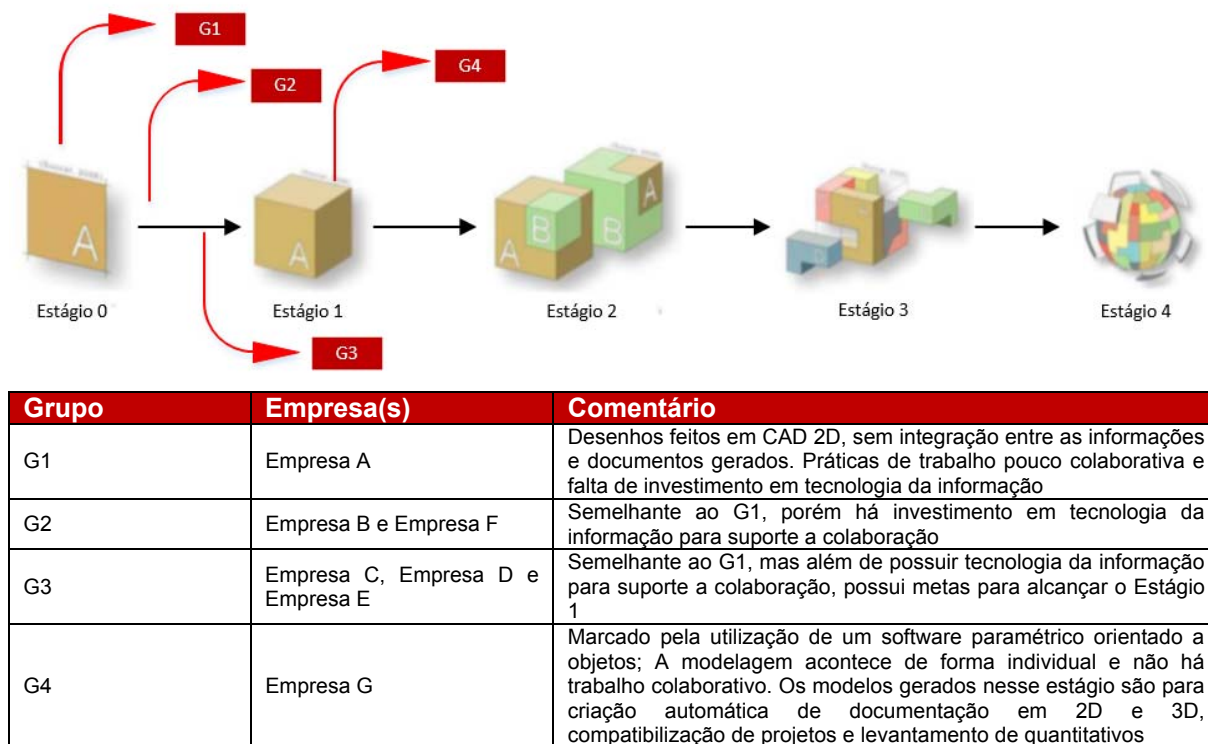 G1
G4
G2
A
A
A
B
B
A
Estágio 0
Estágio 1
Estágio 2
Estágio 3
Estágio 4
G3
Grupo Empresa(s) Comentário
G1 Empresa A Desenhos feitos em CAD 2D, sem integração entre as informações
e documentos gerados. Práticas de trabalho pouco colaborativa e
falta de investimento em tecnologia da informação
G2 Empresa B e Empresa F Semelhante ao G1, porém há investimento em tecnologia da
informação para suporte a colaboração
G3 Empresa C, Empresa D e
Empresa E
Semelhante ao G1, mas além de possuir tecnologia da informação
para suporte a colaboração, possui metas para alcançar o Estágio
1
G4 Empresa G Marcado pela utilização de um software paramétrico orientado a
objetos; A modelagem acontece de forma individual e não há
trabalho colaborativo. Os modelos gerados nesse estágio são para
criação automática de documentação em 2D e 3D,
compatibilização de projetos e levantamento de quantitativos